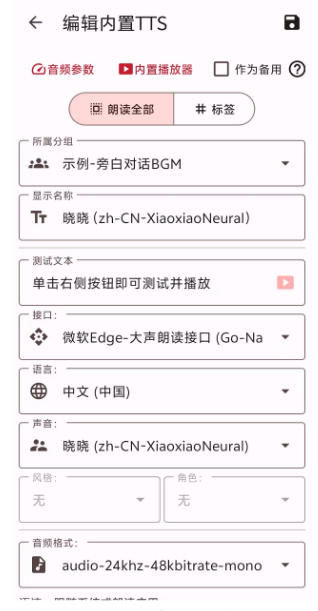 编辑内置TTS
音频参数 内置播放器 作为备用
朗读全部 # 标签
所属分组
示例-旁白对话BGM
显示名称
Tт 晓晓 (zh-CN-XiaoxiaoNeural)
测试文本
单击右侧按钮即可测试并播放
接口:
微软Edge-大声朗读接口 (Go-Na
语言:
中文 (中国)
声音:
晓晓 (zh-CN-XiaoxiaoNeural)
风格: 角色:
无 无
音频格式:
audio-24khz-48kbitrate-mono